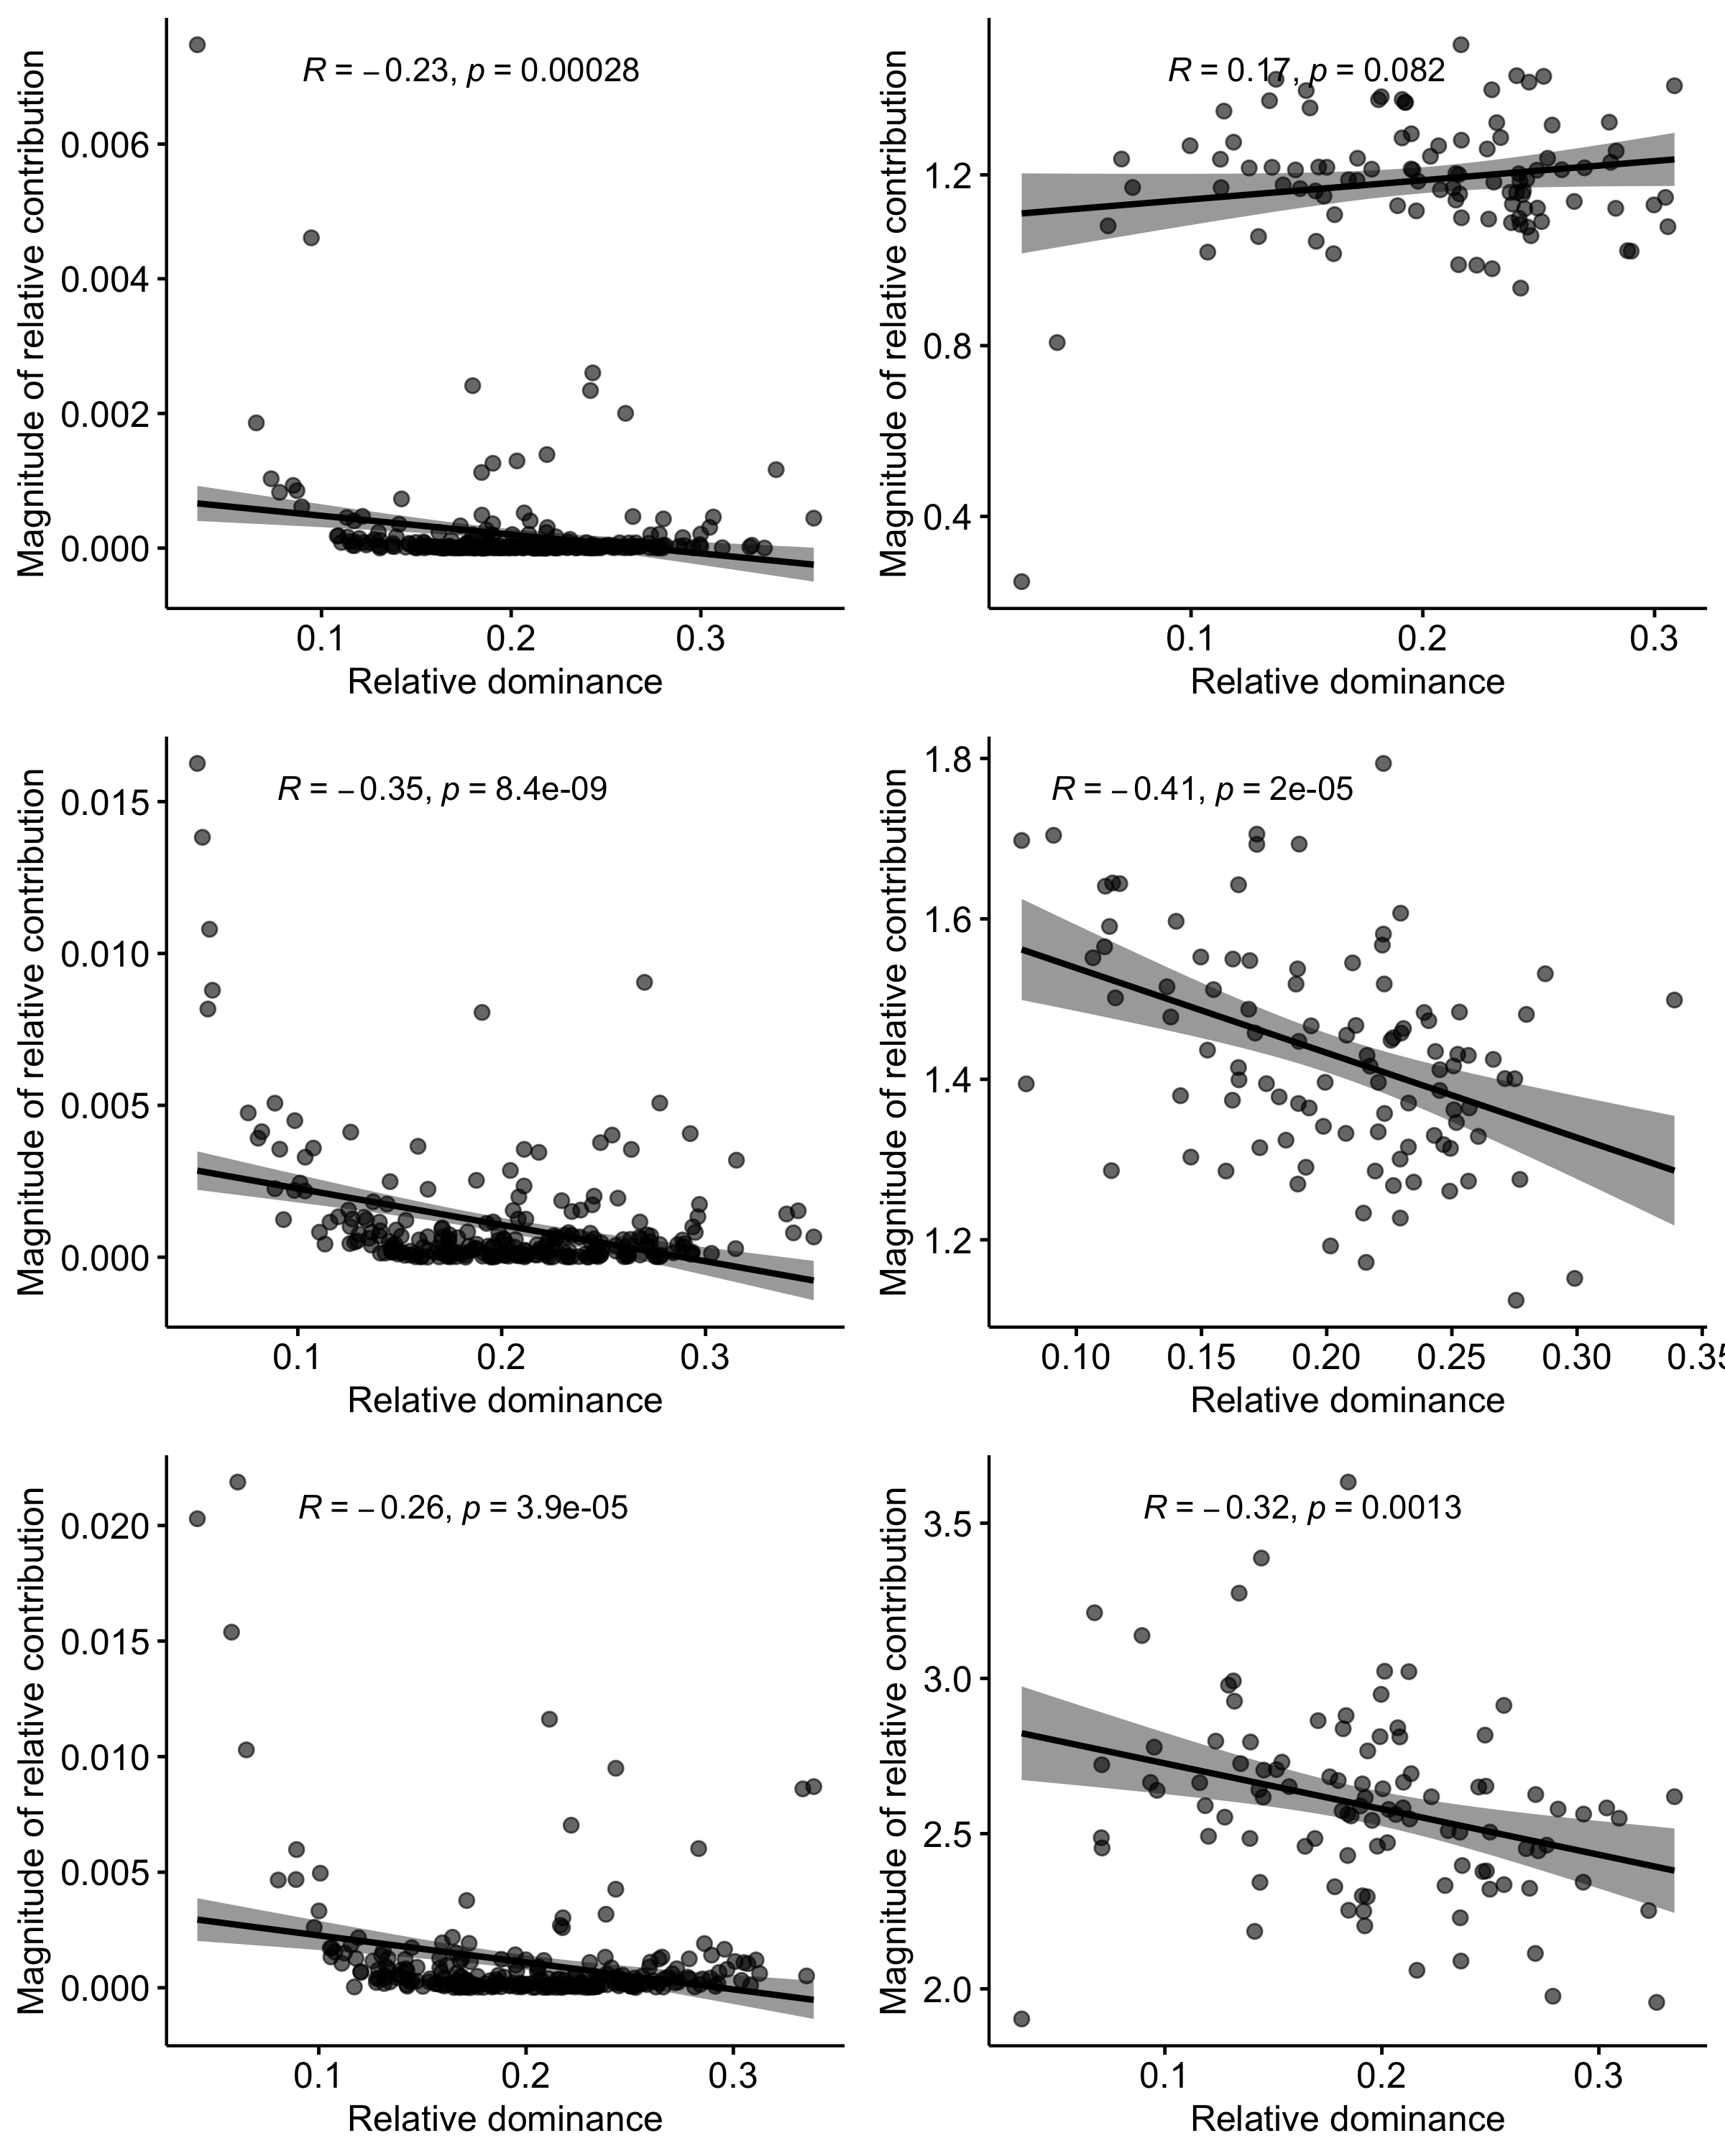 Magnitude of relative contribution
R = −0.23, p = 0.00028
0.006
0.004
0.002
0.000
0.1 0.2 0.3
Relative dominance
Magnitude of relative contribution
R = 0.17, p = 0.082
1.2
0.8
0.4
0.1 0.2 0.3
Relative dominance
Magnitude of relative contribution
R = −0.35, p = 8.4e-09
0.015
0.010
0.005
0.000
0.1 0.2 0.3
Relative dominance
Magnitude of relative contribution
R = −0.41, p = 2e-05
1.8
1.6
1.4
1.2
0.10 0.15 0.20 0.25 0.30 0.35
Relative dominance
Magnitude of relative contribution
R = −0.26, p = 3.9e-05
0.020
0.015
0.010
0.005
0.000
0.1 0.2 0.3
Relative dominance
Magnitude of relative contribution
R = −0.32, p = 0.0013
3.5
3.0
2.5
2.0
0.1 0.2 0.3
Relative dominance